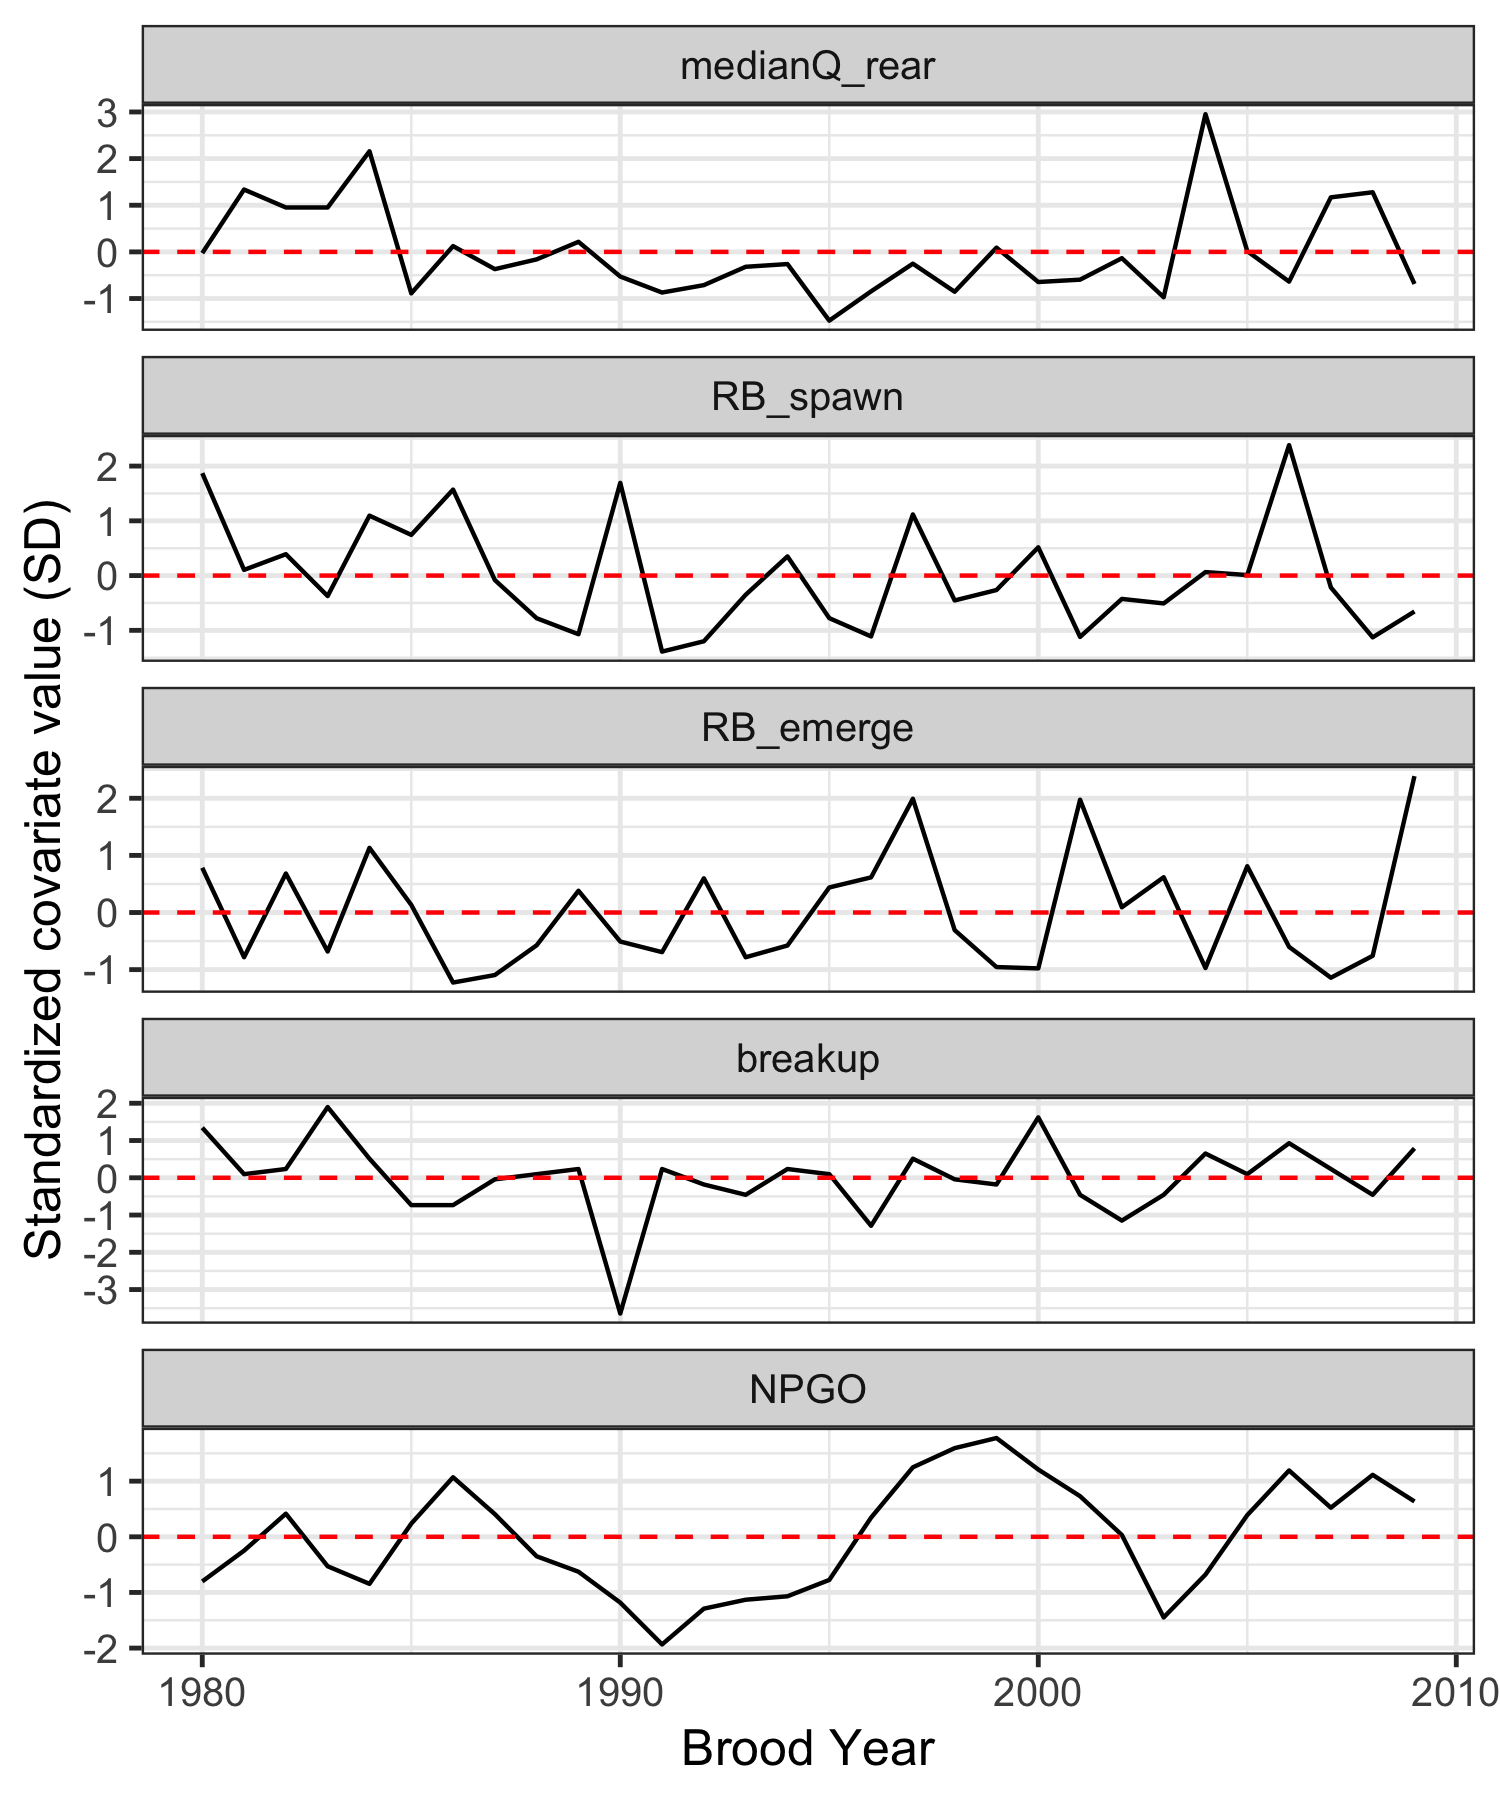 medianQ_rear
3
2
1
0
-1
RB_spawn
2
1
0
-1
RB_emerge
2
1
0
-1
breakup
2
1
0
-1
-2
-3
NPGO
1
0
-1
-2
1980 1990 2000 2010
Brood Year
Standardized covariate value (SD)